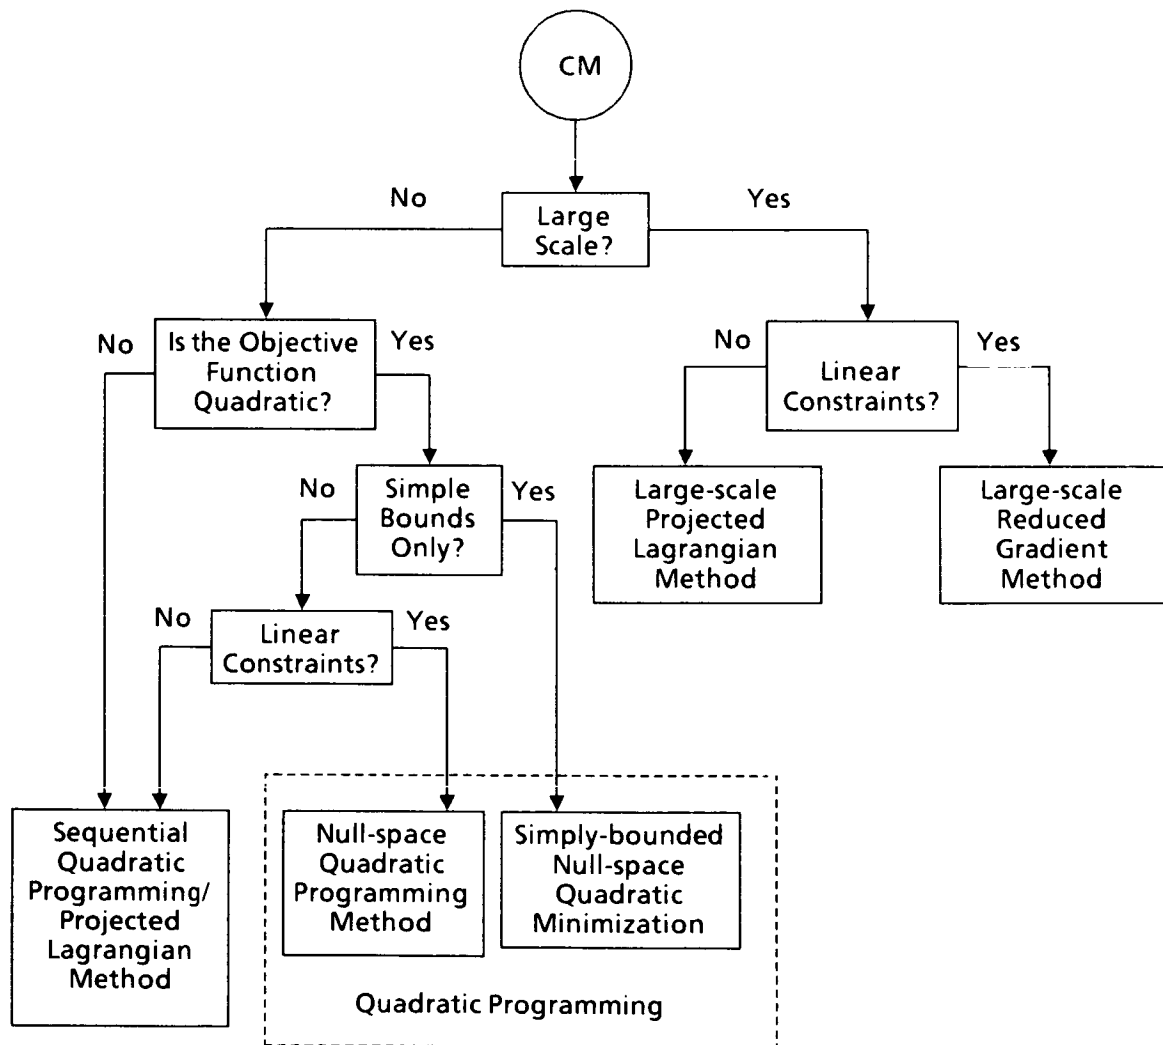 CM
No
Yes
Large
Scale?
No
Is the Objective
Function
Quadratic?
Yes
No
Linear
Constraints?
Yes
No
Simple
Bounds
Only?
Yes
Large-scale
Projected
Lagrangian
Method
Large-scale
Reduced
Gradient
Method
No
Linear
Constraints?
Yes
Sequential
Quadratic
Programming/
Projected
Lagrangian
Method
Null-space
Quadratic
Programming
Method
Simply-bounded
Null-space
Quadratic
Minimization
Quadratic Programming